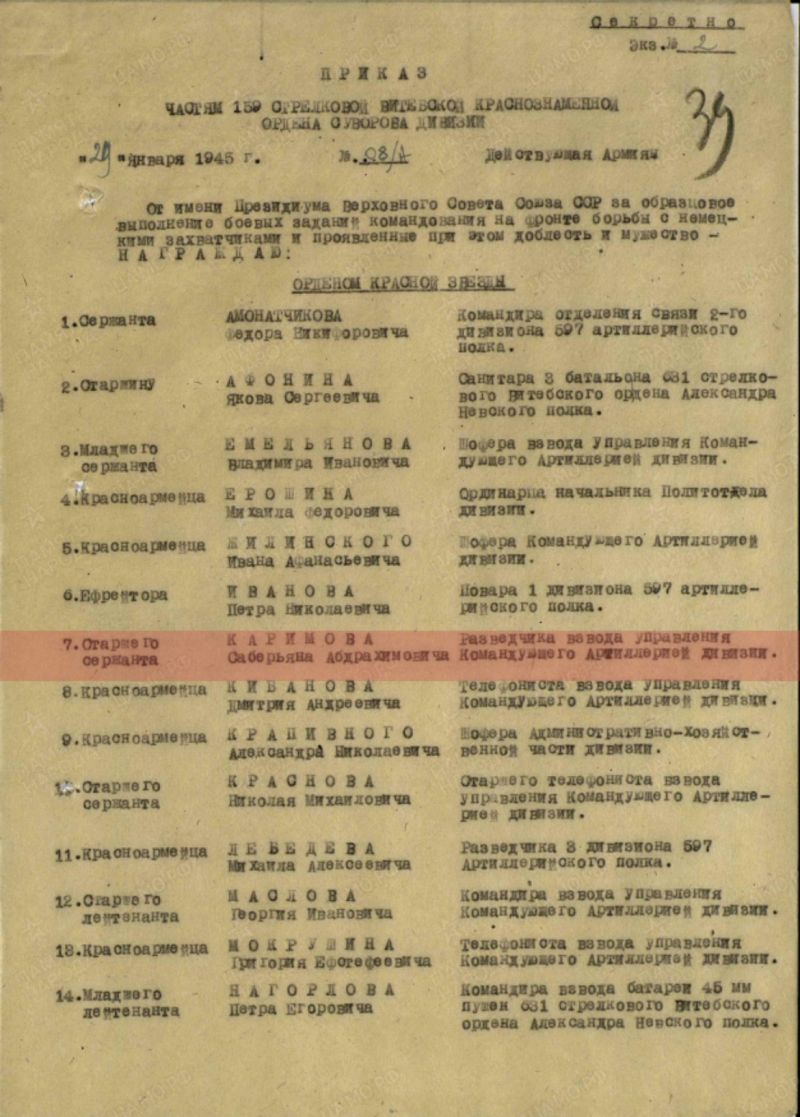 Секретно
Экз.№ 2
39
ПРИКАЗ
ЧАСТЯМ 159 СТРЕЛКОВОЙ ВИТЕБСКОЙ КРАСНОЗНАМЕННОЙ
ОРДЕНА СУВОРОВА ДИВИЗИИ
"29" января 1945 г. №. 08/Д Действующая Армия
От имени Президиума Верховного Совета Союза ССР за образцовое
выполнение боевых заданий командования на фронте борьбы с немец-
кими захватчиками и проявленные при этом доблесть и мужество -
НАГРАЖДАЮ:
ОРДЕНОМ КРАСНОЙ ЗВЕЗДЫ
1.Сержанта АМОНАТЧИКОВА Командира отделения связи 2-го
Федора Никифоровича дивизиона 597 артиллерийского
полка.
2.Старшину АФОНИНА Санитара 3 батальона 631 стрелко-
Якова Сергеевича вого Витебского ордена Александра
Невского полка.
3.Младшего ЕМЕЛЬЯНОВА Шофера взвода управления Коман-
сержанта Владимира Ивановича дующего Артиллерией дивизии.
4.Красноармейца ЕРОШИНА Ординарца начальника Политотдела
Михаила Федоровича дивизии.
5.Красноармейца ЖИЛИНСКОГО Шофера Командующего Артиллерией
Ивана Афанасьевича дивизии.
6.Ефрейтора ИВАНОВА Повара 1 дивизиона 597 артилле-
Петра Николаевича рийского полка.
7.Старшего КАРИМОВА Разведчика взвода управления
сержанта Саберьяна Абдрахимовича Командующего Артиллерией дивизии.
8.Красноармейца КИВАНОВА Телефониста взвода управления
Дмитрия Андреевича Командующего Артиллерией дивизии.
9.Красноармейца КРАПИВНОГО Шофера Административно-хозяйст-
Александра Николаевича венной части дивизии.
10.Старшего КРАСНОВА Старшего телефониста взвода
сержанта Николая Михайловича управления Командующего Артилле-
рией дивизии.
11.Красноармейца ЛЕБЕДЕВА Разведчика 3 дивизиона 597
Михаила Алексеевича Артиллерийского полка.
12.Старшего МАСЛОВА Командира взвода управления
лейтенанта Георгия Ивановича Командующего Артиллерией дивизии.
13.Красноармейца МОКРУШИНА Телефониста взвода управления
Григория Ефотефеевича Командующего Артиллерией дивизии.
14.Младшего НАГОРЛОВА Командира взвода батареи 45 мм
лейтенанта Петра Егоровича пушек 631 стрелкового Витебского
ордена Александра Невского полка.